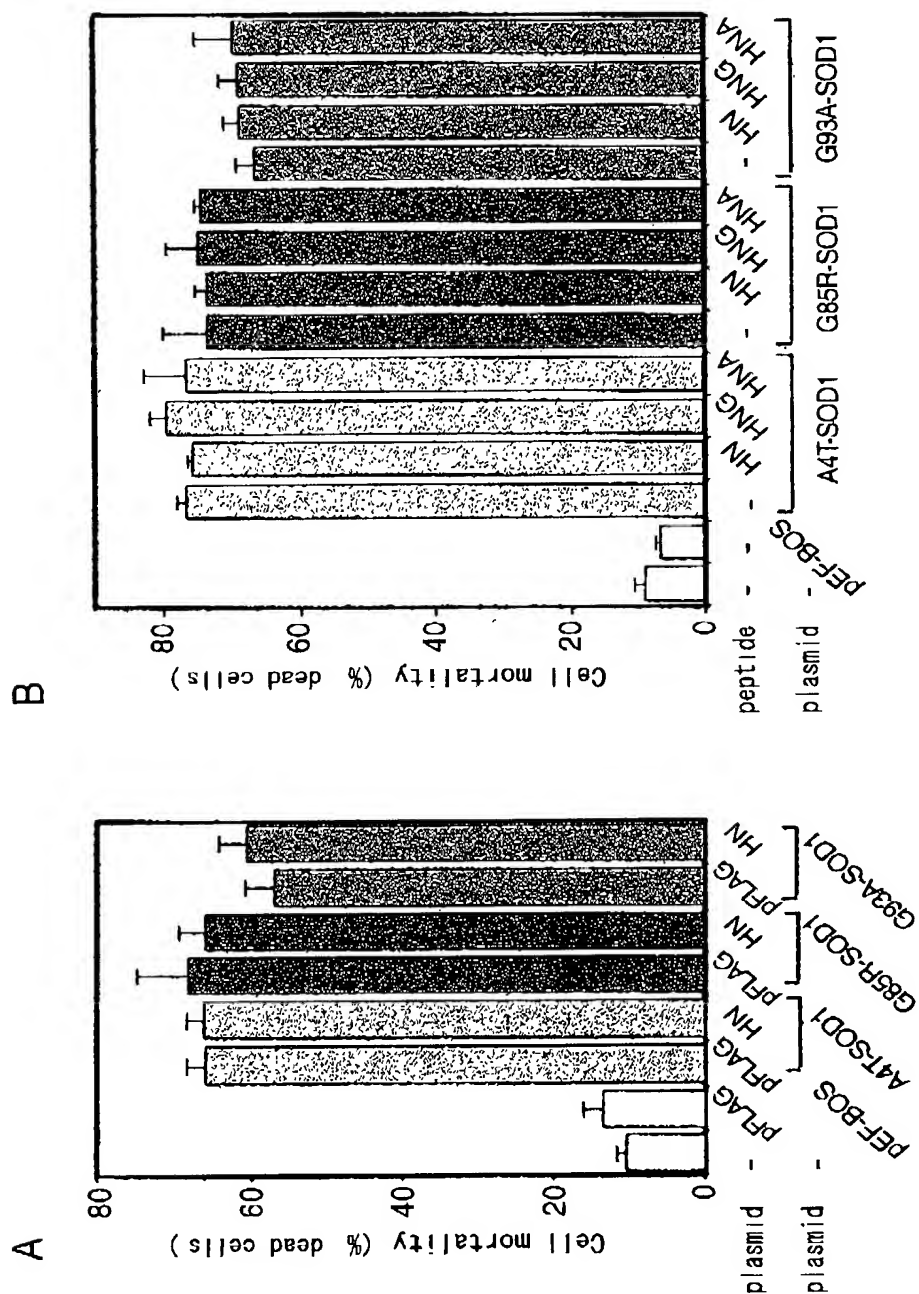 A
Cell mortality (% dead cells)
80
60
40
20
0
plasmid - pFLAG pFLAG HN pFLAG HN pFLAG HN
plasmid - pEF-BOS A4T-SOD1 G85R-SOD1 G93A-SOD1
B
Cell mortality (% dead cells)
80
60
40
20
0
peptide - - - HN HNG HNA - HN HNG HNA - HN HNG HNA
plasmid - pEF-BOS A4T-SOD1 G85R-SOD1 G93A-SOD1